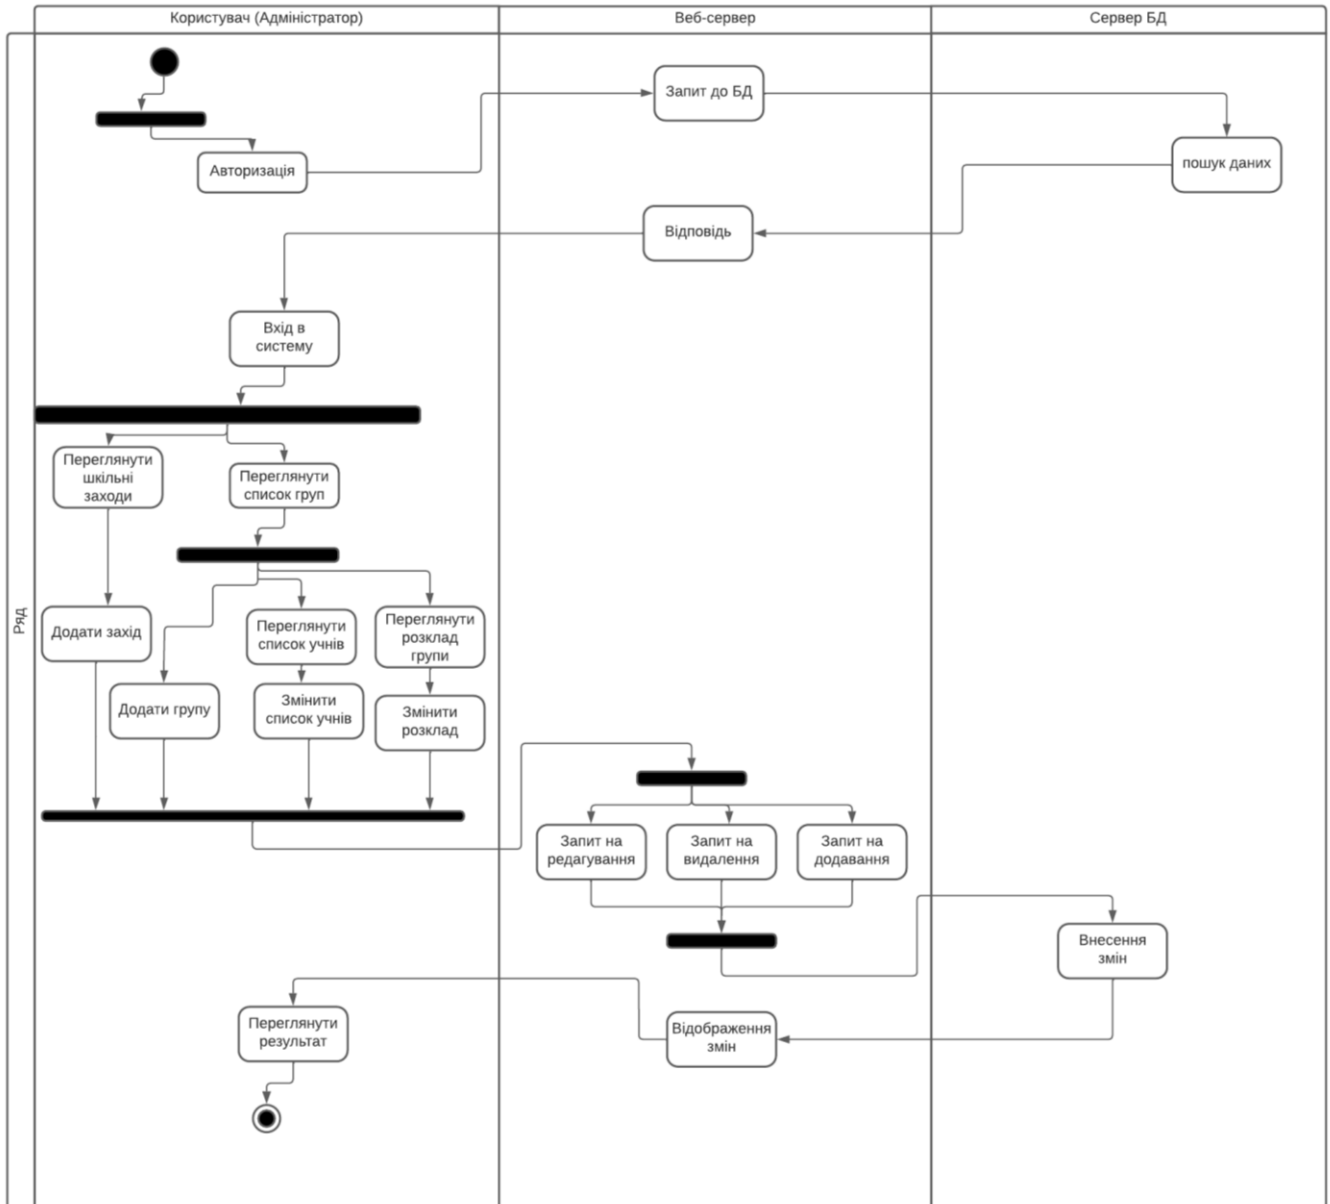 Користувач (Адміністратор)
Веб-сервер
Сервер БД
Ряд
Запит до БД
Авторизація
пошук даних
Відповідь
Вхід в
систему
Переглянути
шкільні
заходи
Переглянути
список груп
Додати захід
Переглянути
список учнів
Переглянути
розклад
групи
Додати групу
Змінити
список учнів
Змінити
розклад
Запит на
редагування
Запит на
видалення
Запит на
додавання
Внесення
змін
Переглянути
результат
Відображення
змін